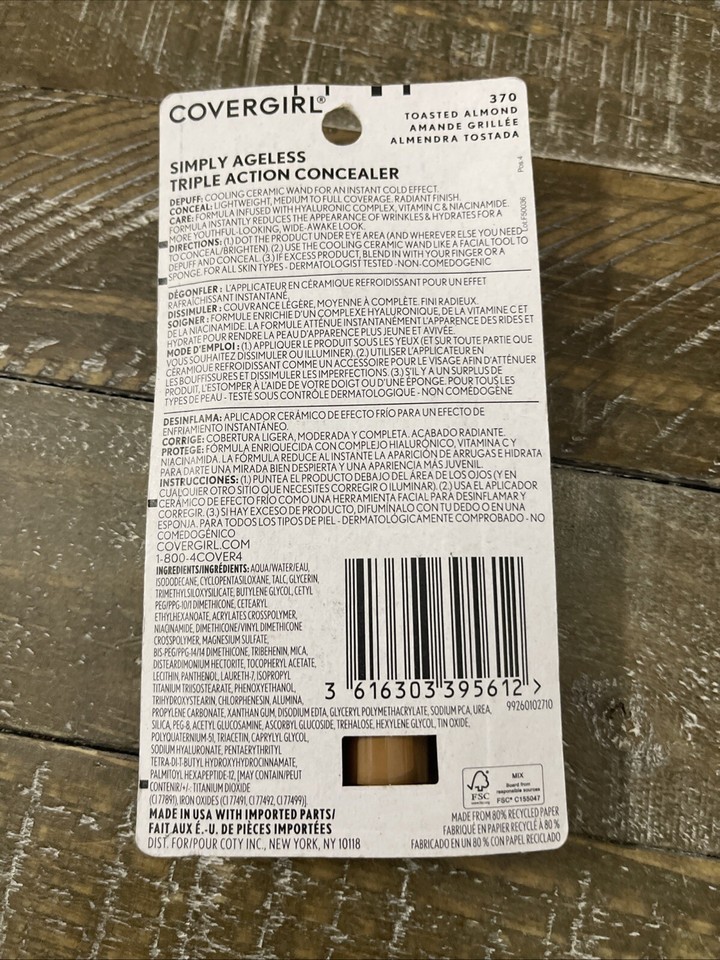 COVERGIRL®
370
TOASTED ALMOND
AMANDE GRILLÉE
ALMENDRA TOSTADA
Pos 4
Lot F50036
SIMPLY AGELESS
TRIPLE ACTION CONCEALER
DEPUFF: COOLING CERAMIC WAND FOR AN INSTANT COLD EFFECT.
CONCEAL: LIGHTWEIGHT, MEDIUM TO FULL COVERAGE. RADIANT FINISH.
CARE: FORMULA INFUSED WITH HYALURONIC COMPLEX, VITAMIN C & NIACINAMIDE.
FORMULA INSTANTLY REDUCES THE APPEARANCE OF WRINKLES & HYDRATES FOR A
MORE YOUTHFUL-LOOKING, WIDE-AWAKE LOOK.
DIRECTIONS: (1.) DOT THE PRODUCT UNDER EYE AREA (AND WHEREVER ELSE YOU NEED
TO CONCEAL/BRIGHTEN). (2.) USE THE COOLING CERAMIC WAND LIKE A FACIAL TOOL TO
DEPUFF AND CONCEAL. (3.) IF EXCESS PRODUCT, BLEND IN WITH YOUR FINGER OR A
SPONGE. FOR ALL SKIN TYPES - DERMATOLOGIST TESTED - NON-COMEDOGENIC
DÉGONFLER : L'APPLICATEUR EN CÉRAMIQUE REFROIDISSANT POUR UN EFFET
RAFRAÎCHISSANT INSTANTANÉ,
DISSIMULER : COUVRANCE LÉGÈRE, MOYENNE À COMPLÈTE. FINI RADIEUX.
SOIGNER : FORMULE ENRICHIE D'UN COMPLEXE HYALURONIQUE, DE LA VITAMINE C ET
DE LA NIACINAMIDE. LA FORMULE ATTÉNUE INSTANTANÉMENT L'APPARENCE DES RIDES ET
HYDRATE POUR RENDRE LA PEAU D'APPARENCE PLUS JEUNE ET AVIVÉE.
MODE D'EMPLOI : (1.) APPLIQUER LE PRODUIT SOUS LES YEUX (ET SUR TOUTE PARTIE QUE
VOUS SOUHAITEZ DISSIMULER OU ILLUMINER). (2.) UTILISER L'APPLICATEUR EN
CÉRAMIQUE REFROIDISSANT COMME UN ACCESSOIRE POUR LE VISAGE AFIN D'ATTÉNUER
LES BOUFFISSURES ET DISSIMULER LES IMPERFECTIONS. (3.) S'IL Y A UN SURPLUS DE
PRODUIT, L'ESTOMPER À L'AIDE DE VOTRE DOIGT OU D'UNE ÉPONGE. POUR TOUS LES
TYPES DE PEAU - TESTÉ SOUS CONTRÔLE DERMATOLOGIQUE - NON COMÉDOGÈNE
DESINFLAMA: APLICADOR CERÁMICO DE EFECTO FRÍO PARA UN EFECTO DE
ENFRIAMIENTO INSTANTÁNEO.
CORRIGE: COBERTURA LIGERA, MODERADA Y COMPLETA. ACABADO RADIANTE.
PROTEGE: FÓRMULA ENRIQUECIDA CON COMPLEJO HIALURÓNICO, VITAMINA C Y
NIACINAMIDA. LA FÓRMULA REDUCE AL INSTANTE LA APARICIÓN DE ARRUGAS E HIDRATA
PARA DARTE UNA MIRADA BIEN DESPIERTA Y UNA APARIENCIA MÁS JUVENIL.
INSTRUCCIONES: (1.) PUNTEA EL PRODUCTO DEBAJO DEL ÁREA DE LOS OJOS (Y EN
CUALQUIER OTRO SITIO QUE NECESITES CORREGIR O ILUMINAR). (2.) USA EL APLICADOR
CERÁMICO DE EFECTO FRÍO COMO UNA HERRAMIENTA FACIAL PARA DESINFLAMAR Y
CORREGIR. (3.) SI HAY EXCESO DE PRODUCTO, DIFUMÍNALO CON TU DEDO O EN UNA
ESPONJA. PARA TODOS LOS TIPOS DE PIEL - DERMATOLÓGICAMENTE COMPROBADO - NO
COMEDOGÉNICO
COVERGIRL.COM
1-800-4COVER4
INGREDIENTS/INGRÉDIENTS: AQUA/WATER/EAU,
ISODODECANE, CYCLOPENTASILOXANE, TALC, GLYCERIN,
TRIMETHYLSILOXYSILICATE, BUTYLENE GLYCOL, CETYL
PEG/PPG-10/1 DIMETHICONE, CETEARYL
ETHYLHEXANOATE, ACRYLATES CROSSPOLYMER,
NIACINAMIDE, DIMETHICONE/VINYL DIMETHICONE
CROSSPOLYMER, MAGNESIUM SULFATE,
BIS-PEG/PPG-14/14 DIMETHICONE, TRIBEHENIN, MICA,
DISTEARDIMONIUM HECTORITE, TOCOPHERYL ACETATE,
LECITHIN, PANTHENOL, LAURETH-7, ISOPROPYL
TITANIUM TRIISOSTEARATE, PHENOXYETHANOL,
TRIHYDROXYSTEARIN, CHLORPHENESIN, ALUMINA,
PROPYLENE CARBONATE, XANTHAN GUM, DISODIUM EDTA, GLYCERYL POLYMETHACRYLATE, SODIUM PCA, UREA,
SILICA, PEG-8, ACETYL GLUCOSAMINE, ASCORBYL GLUCOSIDE, TREHALOSE, HEXYLENE GLYCOL, TIN OXIDE,
POLYQUATERNIUM-51, TRIACETIN, CAPRYLYL GLYCOL,
SODIUM HYALURONATE, PENTAERYTHRITYL
TETRA-DI-T-BUTYL HYDROXYHYDROCINNAMATE,
PALMITOYL HEXAPEPTIDE-12, [MAY CONTAIN/PEUT
CONTENIR/+/-: TITANIUM DIOXIDE
(CI 77891), IRON OXIDES (CI 77491, CI 77492, CI 77499)]
3 616303 395612 >
99260102710
MADE IN USA WITH IMPORTED PARTS/
FAIT AUX É.-U. DE PIÈCES IMPORTÉES
DIST. FOR/POUR COTY INC., NEW YORK, NY 10118
FSC
www.fsc.org
MIX
Board from
responsible sources
FSC® C155047
MADE FROM 80% RECYCLED PAPER
FABRIQUÉ EN PAPIER RECYCLÉ À 80 %
FABRICADO EN UN 80 % CON PAPEL RECICLADO